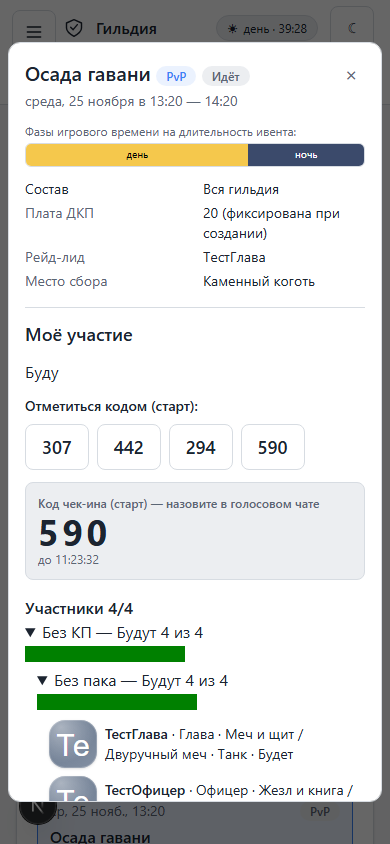 Гильдия
день · 39:28
Осада гавани PvP Идёт
среда, 25 ноября в 13:20 — 14:20
Фазы игрового времени на длительность ивента:
день ночь
Состав Вся гильдия
Плата ДКП 20 (фиксирована при
создании)
Рейд-лид ТестГлава
Место сбора Каменный коготь
Моё участие
Буду
Отметиться кодом (старт):
307 442 294 590
Код чек-ина (старт) — назовите в голосовом чате
590
до 11:23:32
Участники 4/4
Без КП — Будут 4 из 4
Без пака — Будут 4 из 4
Те ТестГлава · Глава · Меч и щит /
Двуручный меч · Танк · Будет
Те ТестОфицер · Офицер · Жезл и книга /
ср, 25 нояб., 13:20 PvP
Осада гавани